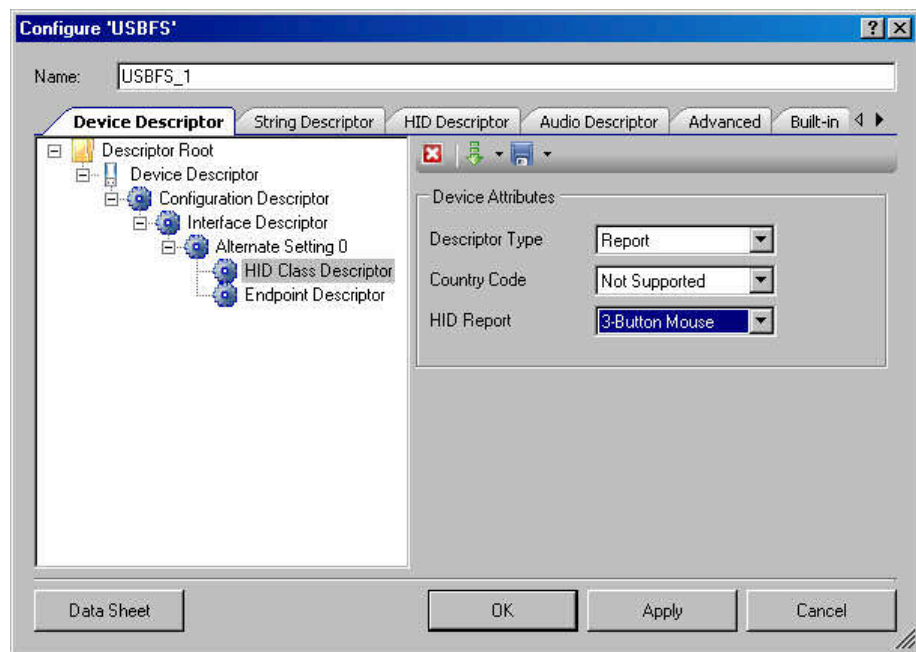 Configure 'USBFS'
Name: USBFS_1
Device Descriptor String Descriptor HID Descriptor Audio Descriptor Advanced Built-in
Descriptor Root
Device Descriptor
Configuration Descriptor
Interface Descriptor
Alternate Setting 0
HID Class Descriptor
Endpoint Descriptor
Device Attributes
Descriptor Type Report
Country Code Not Supported
HID Report 3-Button Mouse
Data Sheet OK Apply Cancel